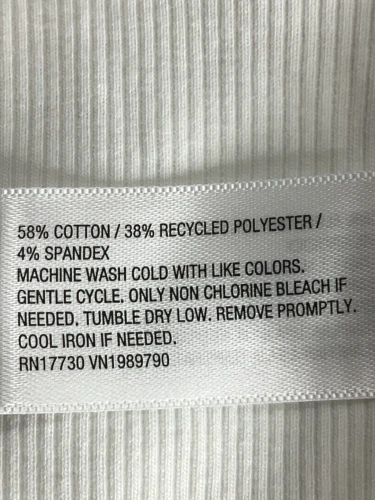 58% COTTON / 38% RECYCLED POLYESTER /
4% SPANDEX
MACHINE WASH COLD WITH LIKE COLORS.
GENTLE CYCLE. ONLY NON CHLORINE BLEACH IF
NEEDED. TUMBLE DRY LOW. REMOVE PROMPTLY.
COOL IRON IF NEEDED.
RN17730 VN1989790